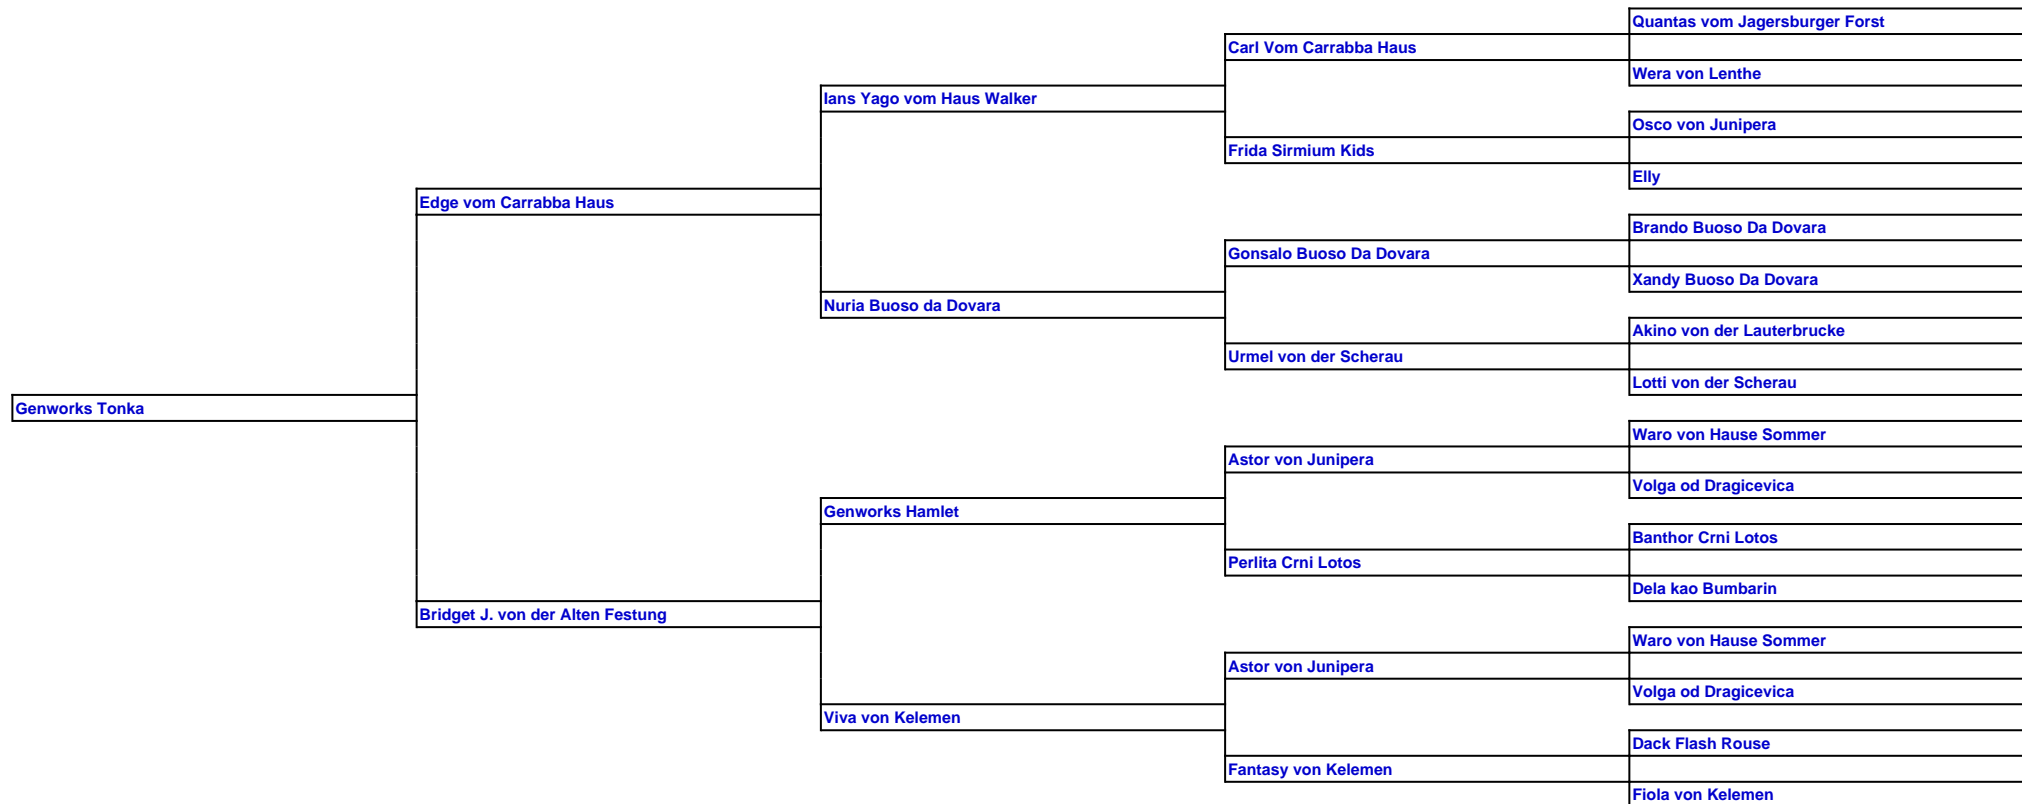 Quantas vom Jagersburger Forst
Carl Vom Carrabba Haus
Wera von Lenthe
Ians Yago vom Haus Walker
Osco von Junipera
Frida Sirmium Kids
Elly
Edge vom Carrabba Haus
Brando Buoso Da Dovara
Gonsalo Buoso Da Dovara
Xandy Buoso Da Dovara
Nuria Buoso da Dovara
Akino von der Lauterbrucke
Urmel von der Scherau
Lotti von der Scherau
Genworks Tonka
Waro von Hause Sommer
Astor von Junipera
Volga od Dragicevica
Genworks Hamlet
Banthor Crni Lotos
Perlita Crni Lotos
Dela kao Bumbarin
Bridget J. von der Alten Festung
Waro von Hause Sommer
Astor von Junipera
Volga od Dragicevica
Viva von Kelemen
Dack Flash Rouse
Fantasy von Kelemen
Fiola von Kelemen